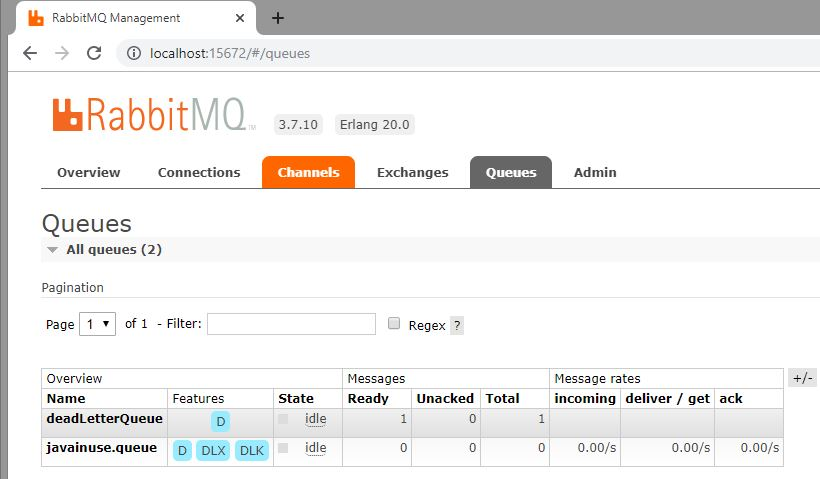 RabbitMQ Management
localhost:15672/#/queues
RabbitMQ TM 3.7.10 Erlang 20.0
Overview Connections Channels Exchanges Queues Admin
Queues
All queues (2)
Pagination
Page 1 of 1 - Filter: Regex ?
Overview Messages Message rates +/-
Name Features State Ready Unacked Total incoming deliver / get ack
deadLetterQueue D idle 1 0 1
javainuse.queue D DLX DLK idle 0 0 0 0.00/s 0.00/s 0.00/s